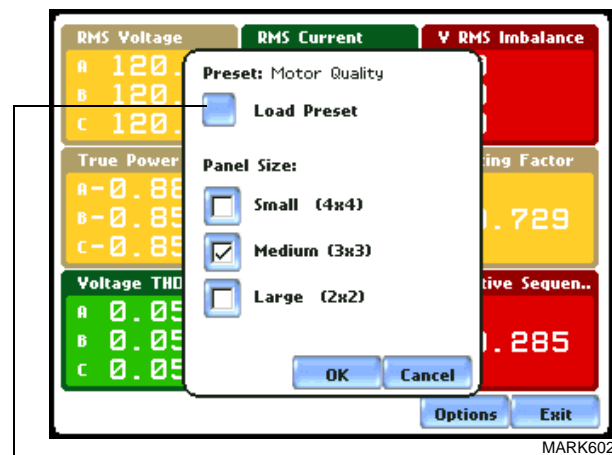 RMS Voltage RMS Current V RMS Imbalance
A 120.
B 120.
C 120.
Preset: Motor Quality
Load Preset
True Power
A-0.88
B-0.85
C-0.85
ing Factor
.729
Panel Size:
Small (4x4)
Medium (3x3)
Large (2x2)
Voltage THD
A 0.05
B 0.05
C 0.05
tive Sequen..
.285
OK Cancel
Options Exit
MARK602